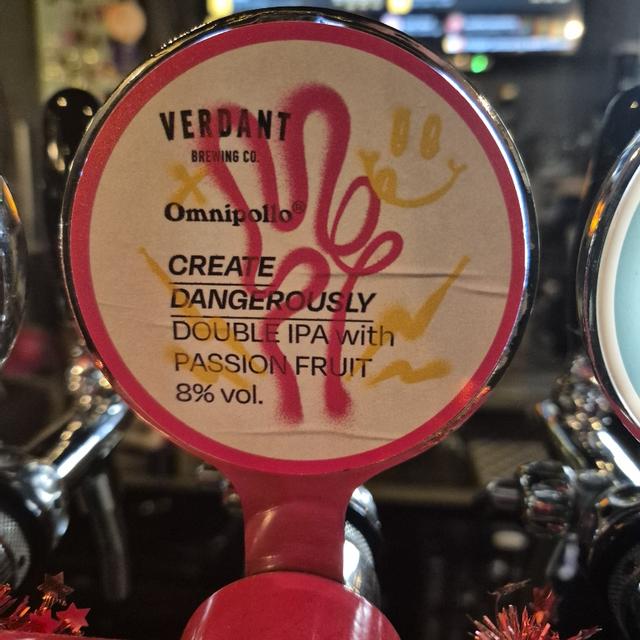 VERDANT
BREWING CO.
Omnipollo®
CREATE
DANGEROUSLY
DOUBLE IPA with
PASSION FRUIT
8% vol.